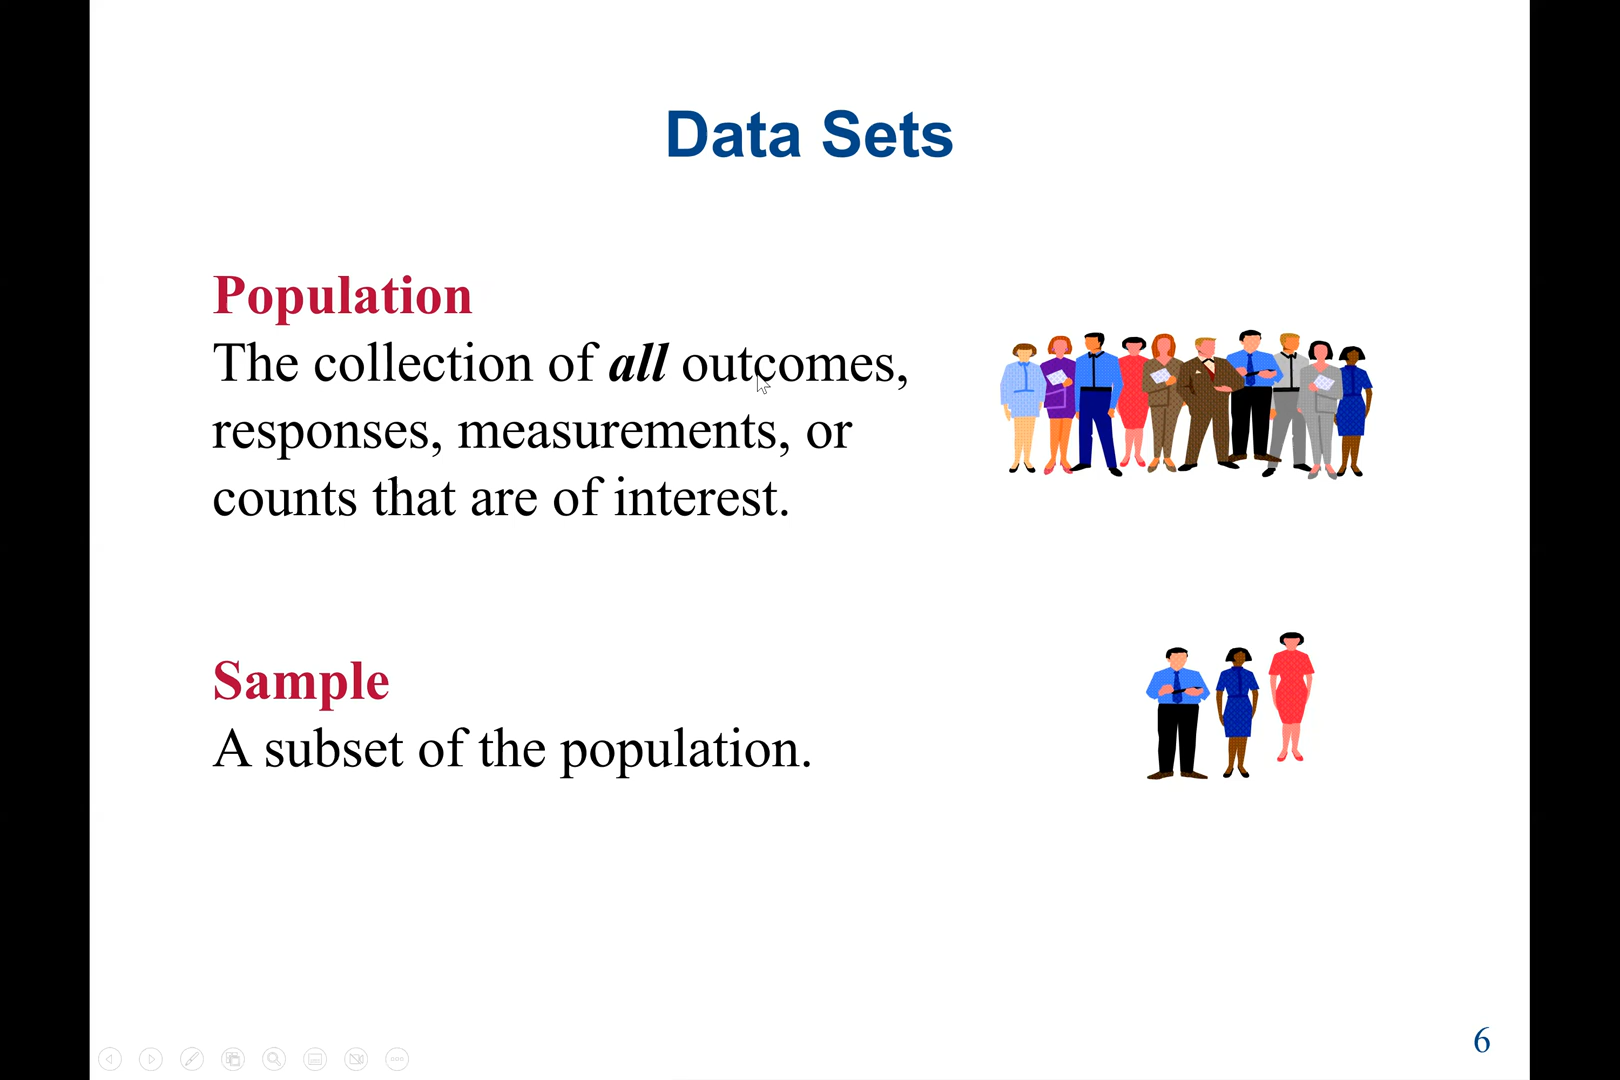 Data Sets
Population
The collection of all outcomes,
responses, measurements, or
counts that are of interest.
Sample
A subset of the population.
6